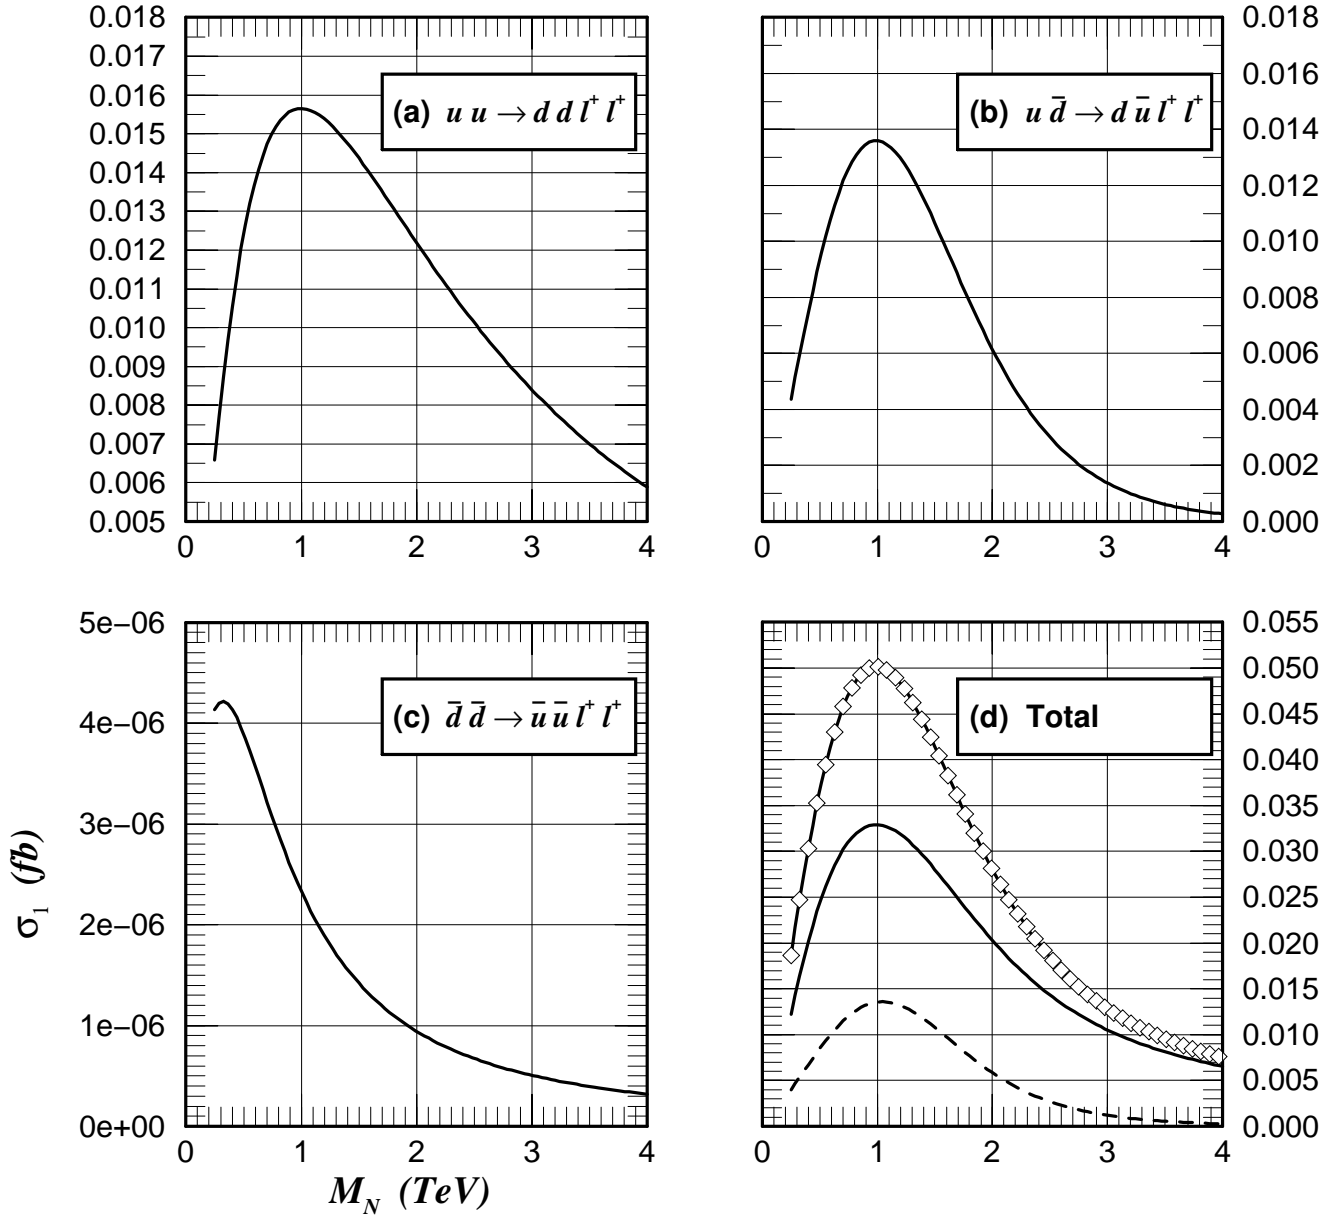 0.018
0.017
0.016
0.015
0.014
0.013
0.012
0.011
0.010
0.009
0.008
0.007
0.006
0.005
0 1 2 3 4
(a) u u → d d l⁺ l⁺
0.018
0.016
0.014
0.012
0.010
0.008
0.006
0.004
0.002
0.000
0 1 2 3 4
(b) u d̄ → d ū l⁺ l⁺
5e−06
4e−06
3e−06
2e−06
1e−06
0e+00
0 1 2 3 4
(c) d̄ d̄ → ū ū l⁺ l⁺
σ₁ (fb)
M_N (TeV)
0.055
0.050
0.045
0.040
0.035
0.030
0.025
0.020
0.015
0.010
0.005
0.000
0 1 2 3 4
(d) Total